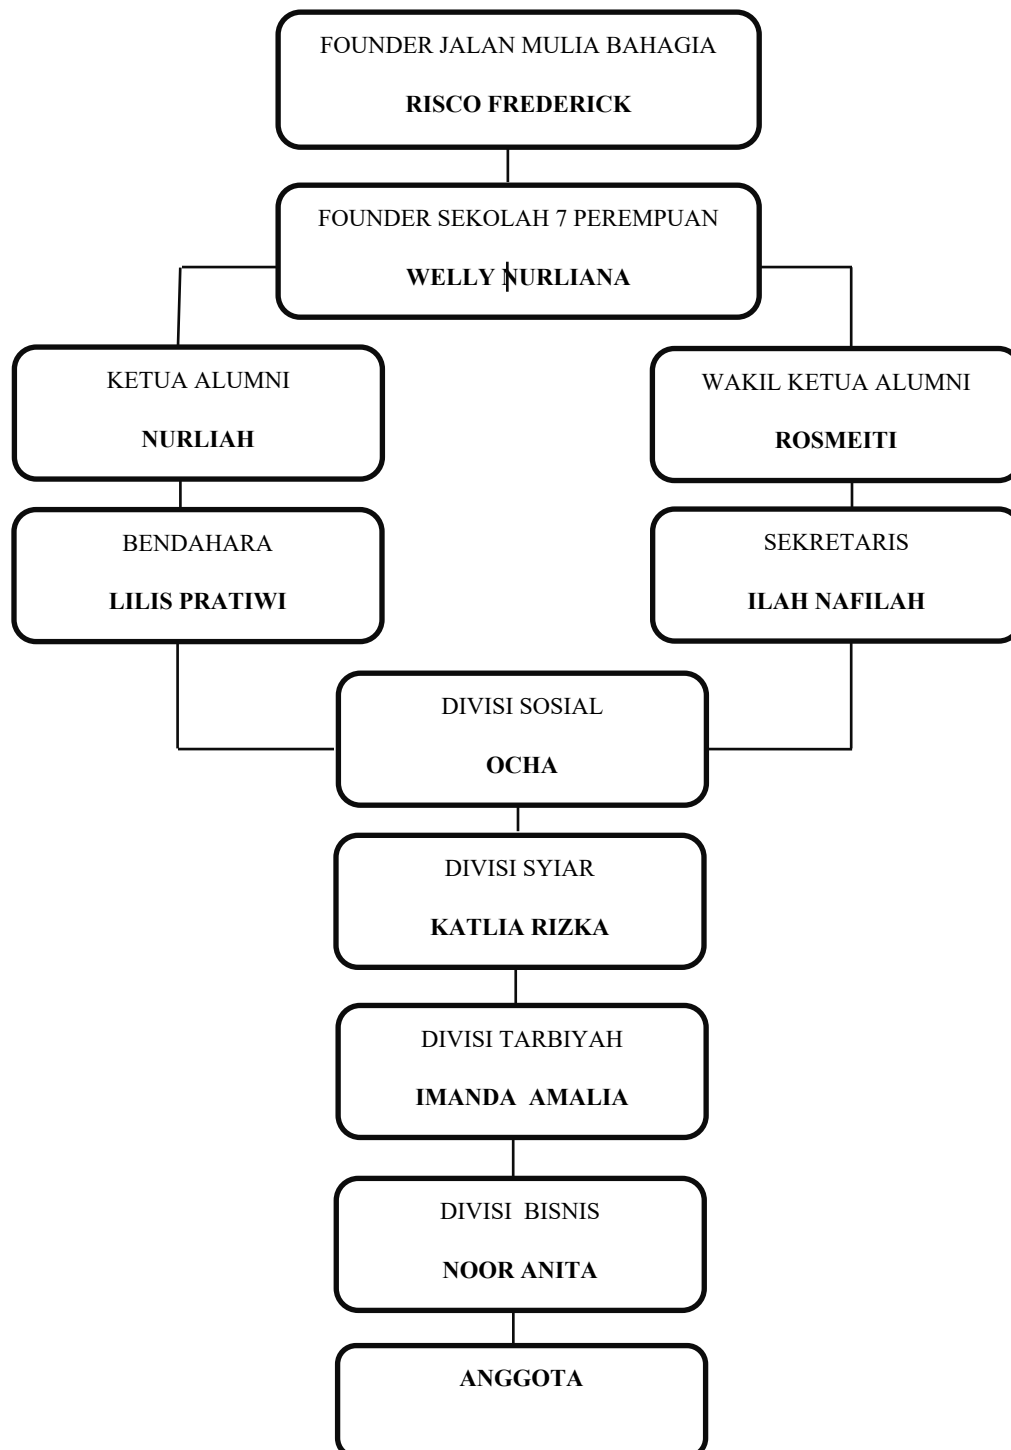 FOUNDER JALAN MULIA BAHAGIA
RISCO FREDERICK
FOUNDER SEKOLAH 7 PEREMPUAN
WELLY NURLIANA
KETUA ALUMNI
NURLIAH
WAKIL KETUA ALUMNI
ROSMEITI
BENDAHARA
LILIS PRATIWI
SEKRETARIS
ILAH NAFILAH
DIVISI SOSIAL
OCHA
DIVISI SYIAR
KATLIA RIZKA
DIVISI TARBIYAH
IMANDA  AMALIA
DIVISI  BISNIS
NOOR ANITA
ANGGOTA